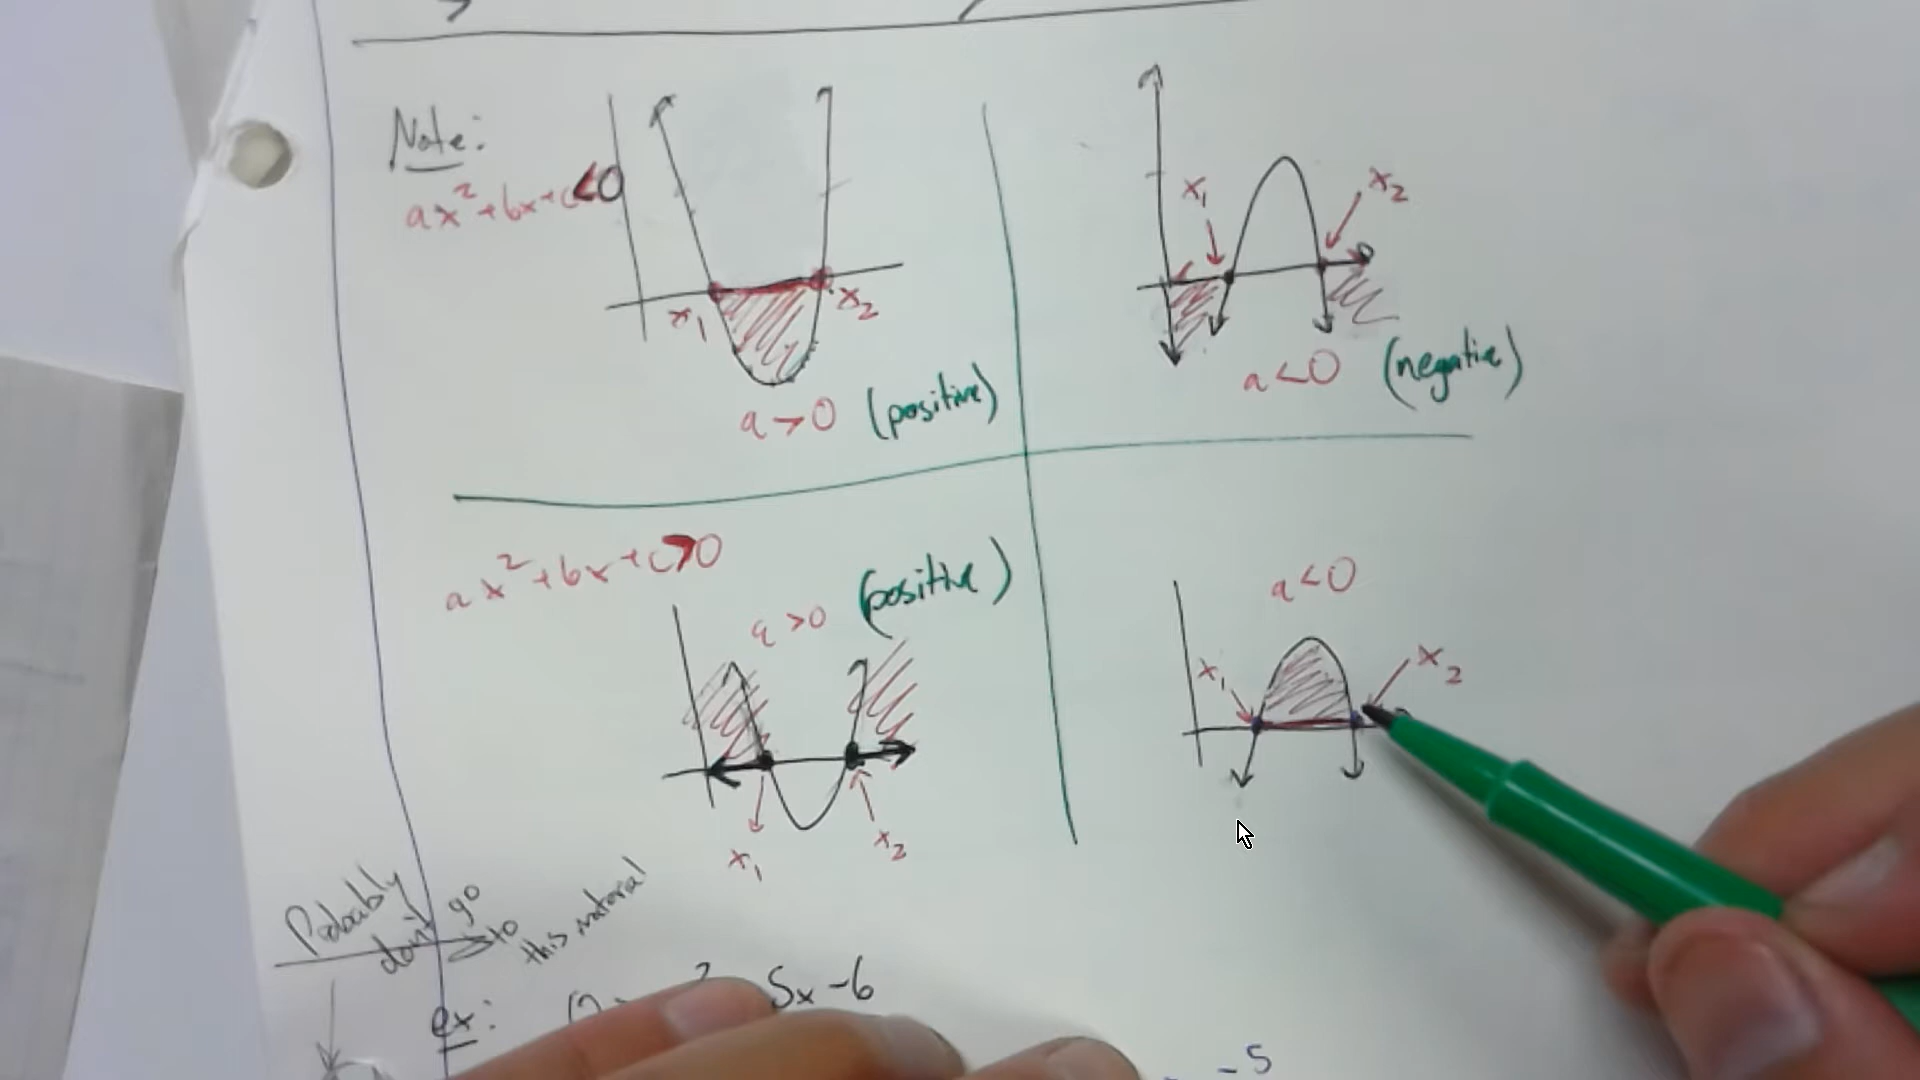 Note:
ax²+bx+c<0
x₁
x₂
a>0 (positive)
x₁
x₂
a<0 (negative)
ax²+bx+c>0
a>0 (positive)
x₁
x₂
a<0
x₁
x₂
Probably
don't go
to
this material
ex:
5x-6
-5